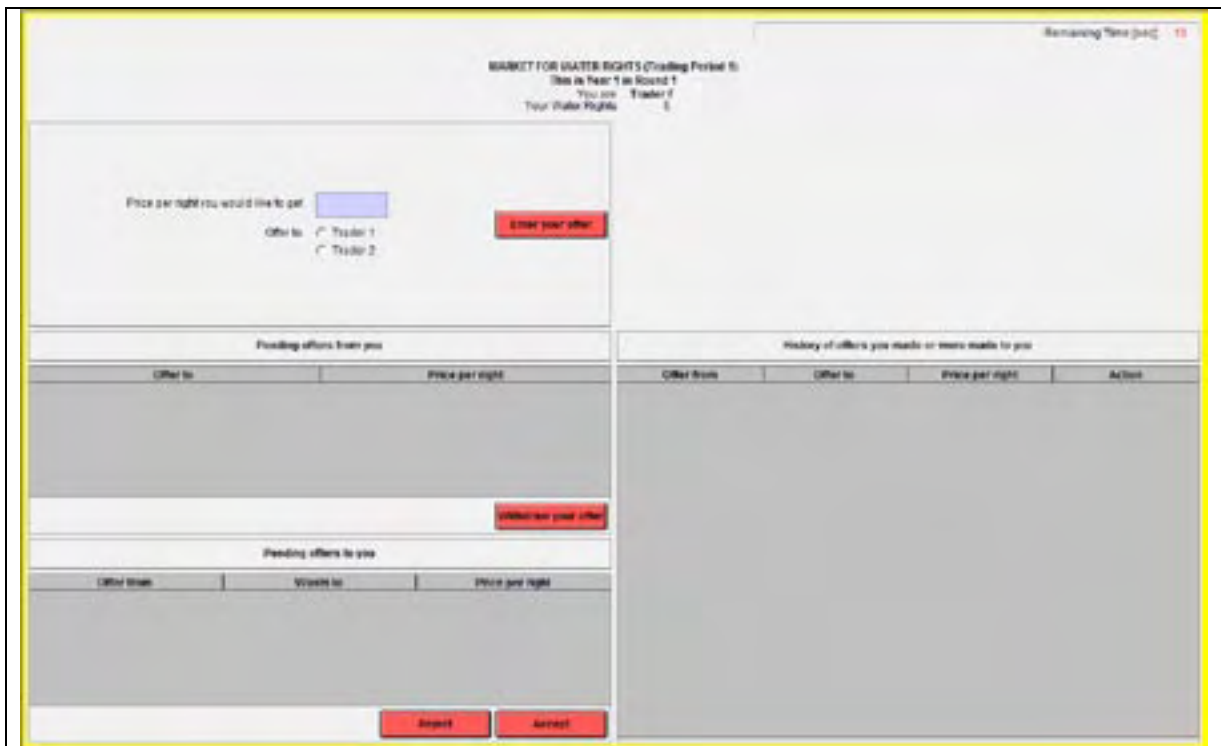 Remaining Time [sec]
MARKET FOR WATER RIGHTS (Trading Period 1)
This is Year 1 in Round 1
You are Trader
Your Water Rights
Price per right you would like to get
Enter your offer
Offer to Trader 1
Trader 2
Pending offers from you
Offer to Price per right
Withdraw your offer
Pending offers to you
Offer from Wants to Price per right
Reject Accept
History of offers you made or were made to you
Offer from Offer to Price per right Action